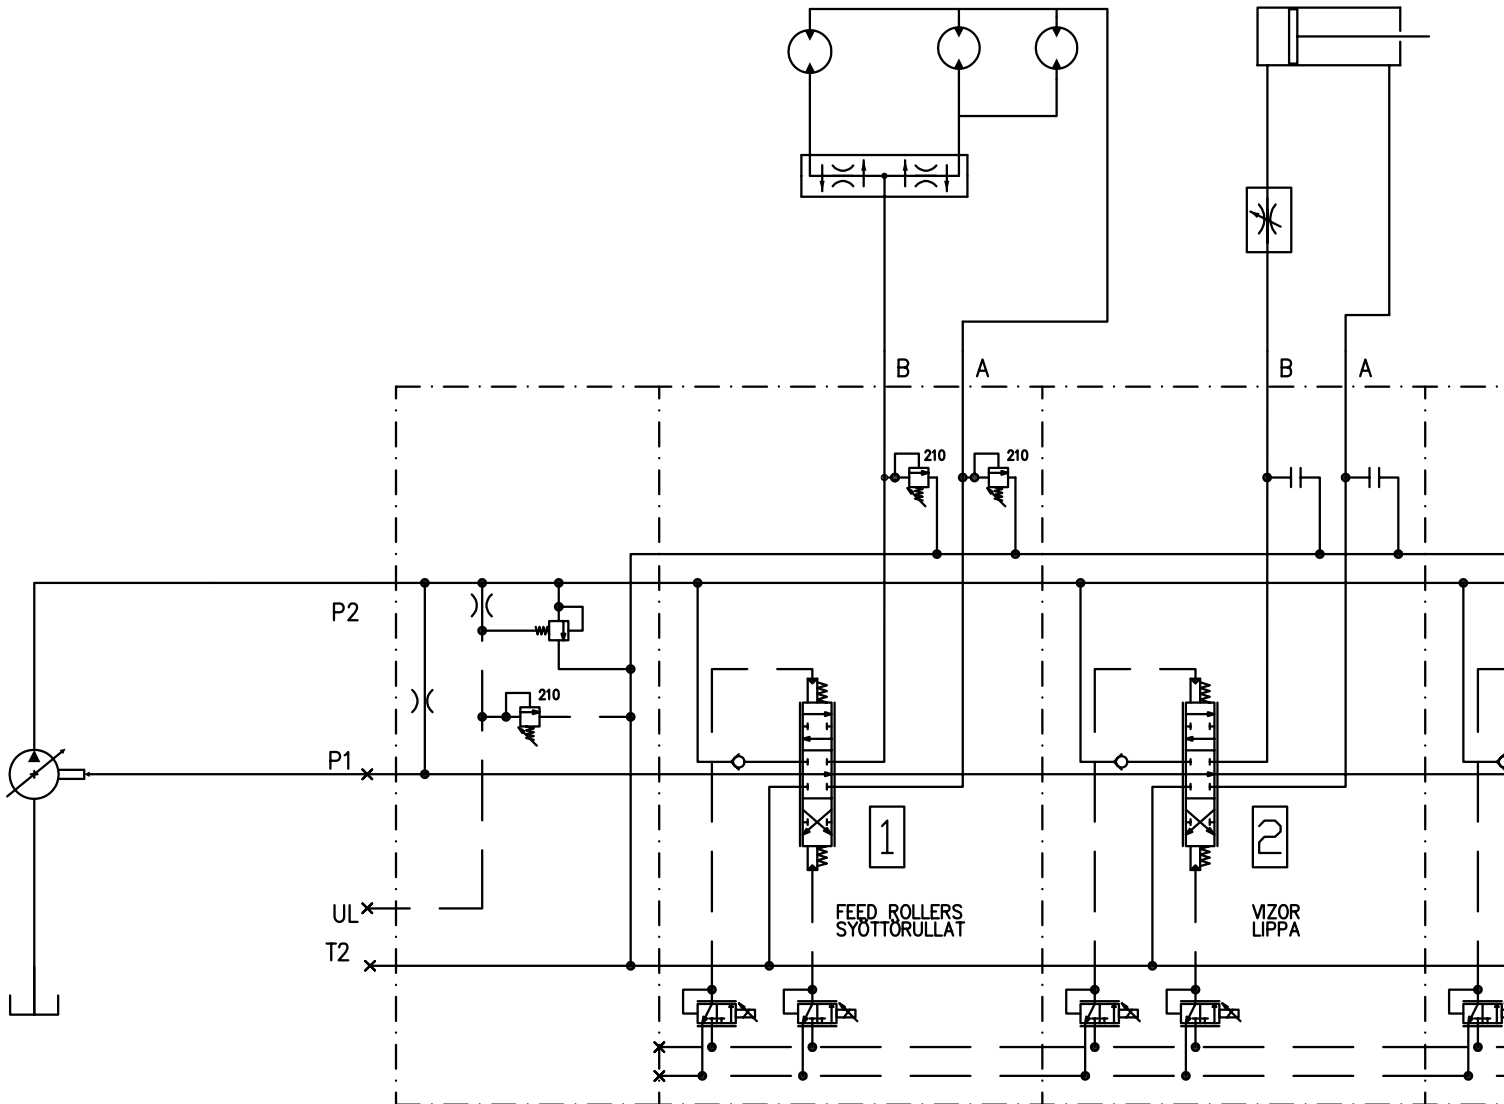 B
A
B
A
210
210
P2
210
P1
1
2
UL
FEED ROLLERS
SYÖTTÖRULLAT
VIZOR
LIPPA
T2